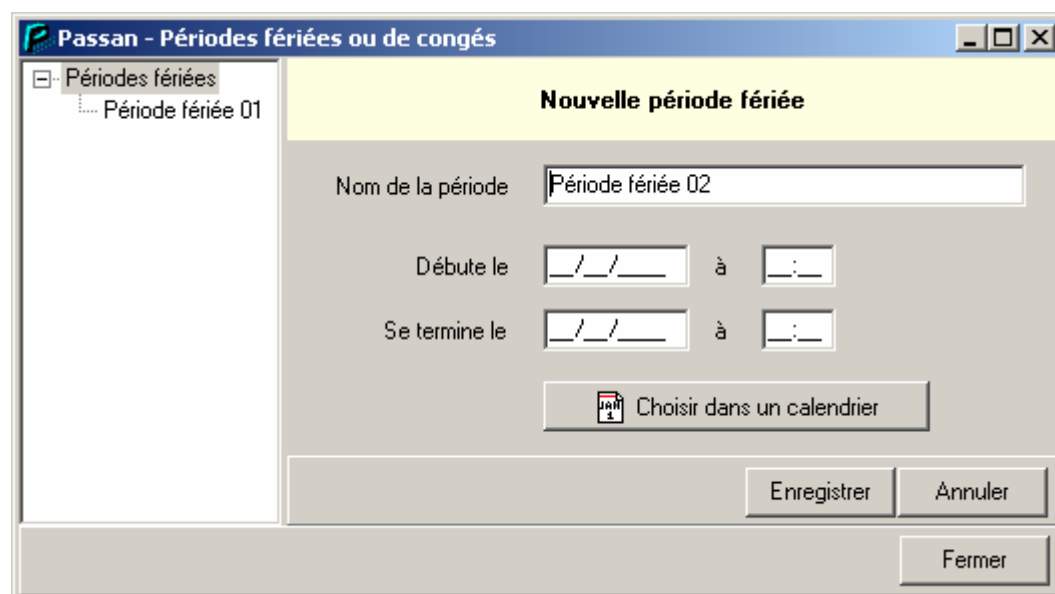 Passan - Périodes fériées ou de congés
Périodes fériées
Période fériée 01
Nouvelle période fériée
Nom de la période Période fériée 02
Débute le __/__/____ à __:__
Se termine le __/__/____ à __:__
JAN 1 Choisir dans un calendrier
Enregistrer Annuler
Fermer